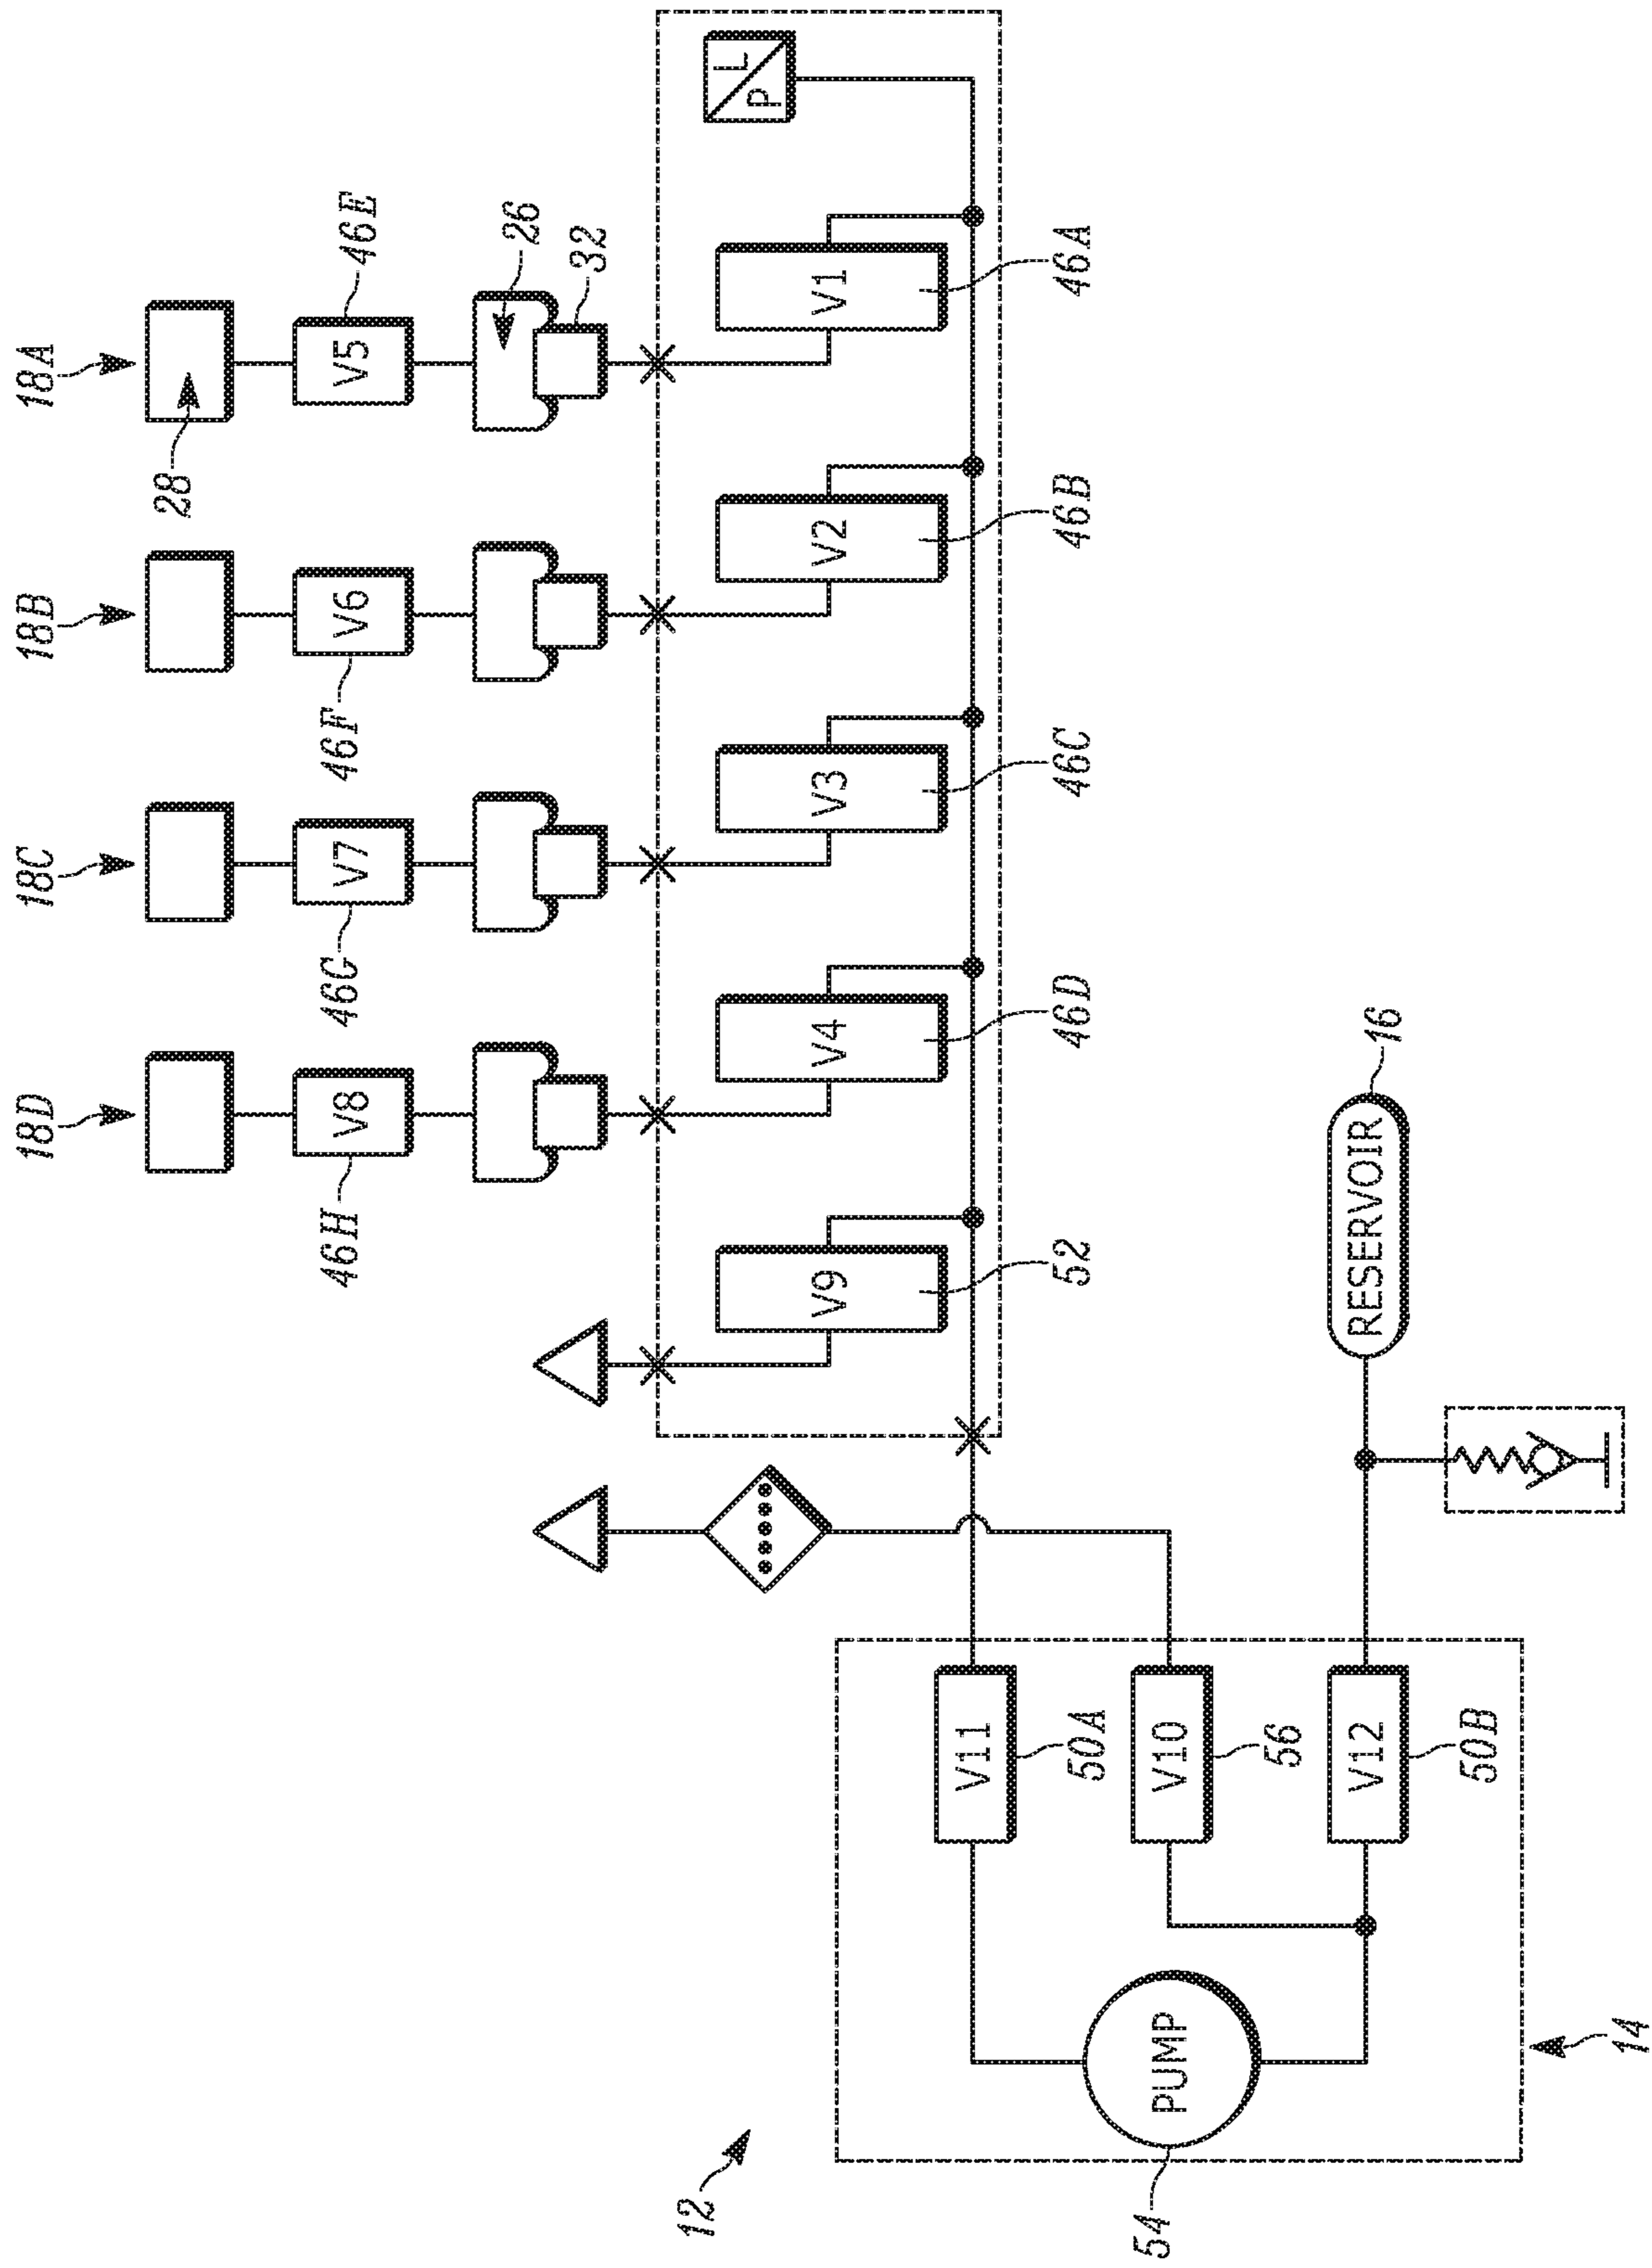 18D 18C 18B 18A
28
46H V8 46G V7 46F V6 V5 46E
26
32
12
L
P
V9 V4 V3 V2 V1
V11
52 46D 46C 46B 46A
50A
54 PUMP V10
56
V12 RESERVOIR 16
50B
14